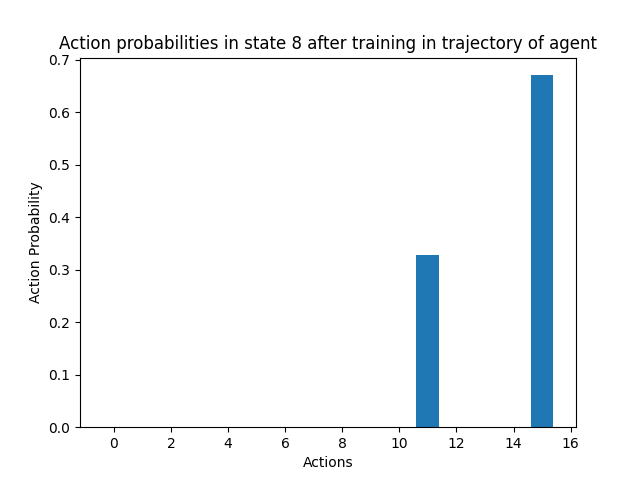 Action probabilities in state 8 after training in trajectory of agent
0.7
0.6
0.5
0.4
0.3
0.2
0.1
0.0
Action Probability
0 2 4 6 8 10 12 14 16
Actions